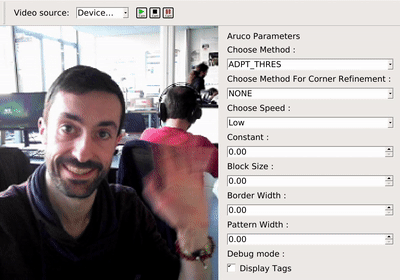 Video source: Device...
Aruco Parameters
Choose Method :
ADPT_THRES
Choose Method For Corner Refinement :
NONE
Choose Speed :
Low
Constant :
0.00
Block Size :
0.00
Border Width :
0.00
Pattern Width :
0.00
Debug mode :
Display Tags